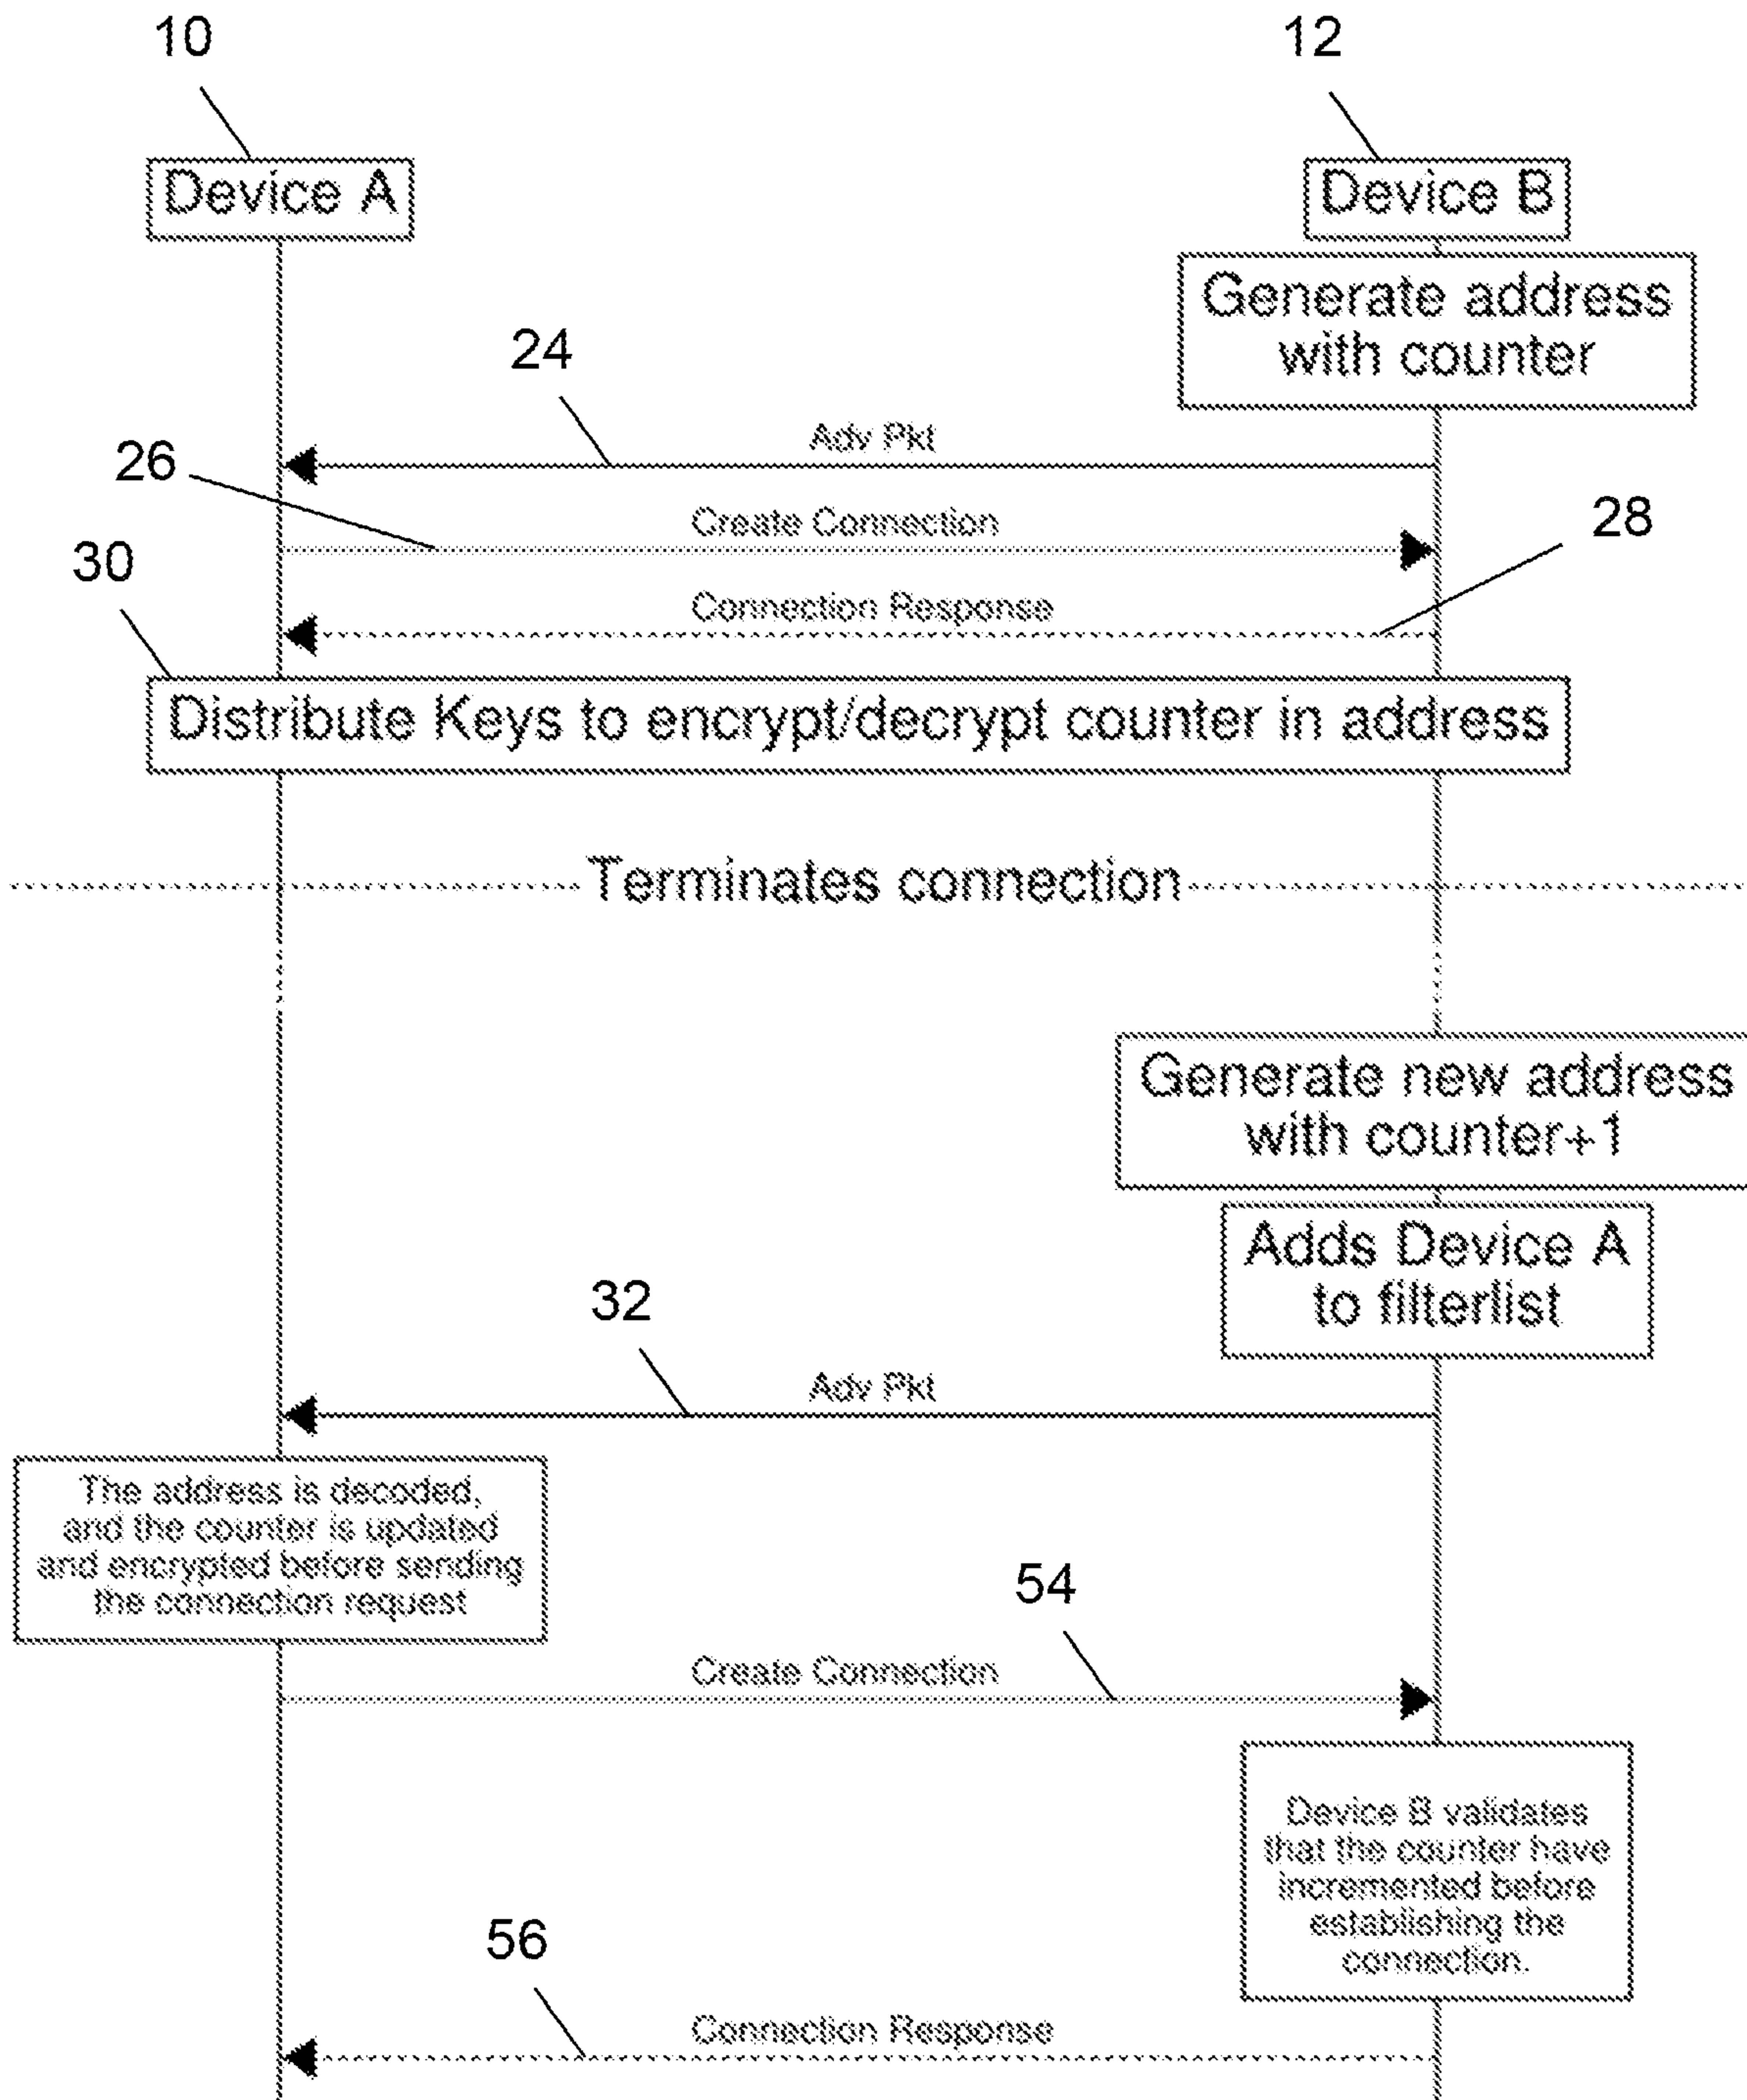 10
12
Device A
Device B
Generate address
with counter
24
Adv Pkt
26
Create Connection
28
30
Connection Response
Distribute Keys to encrypt/decrypt counter in address
Terminates connection
Generate new address
with counter+1
Adds Device A
to filterlist
32
Adv Pkt
The address is decoded,
and the counter is updated
and encrypted before sending
the connection request
54
Create Connection
Device B validates
that the counter have
incremented before
establishing the
connection.
56
Connection Response